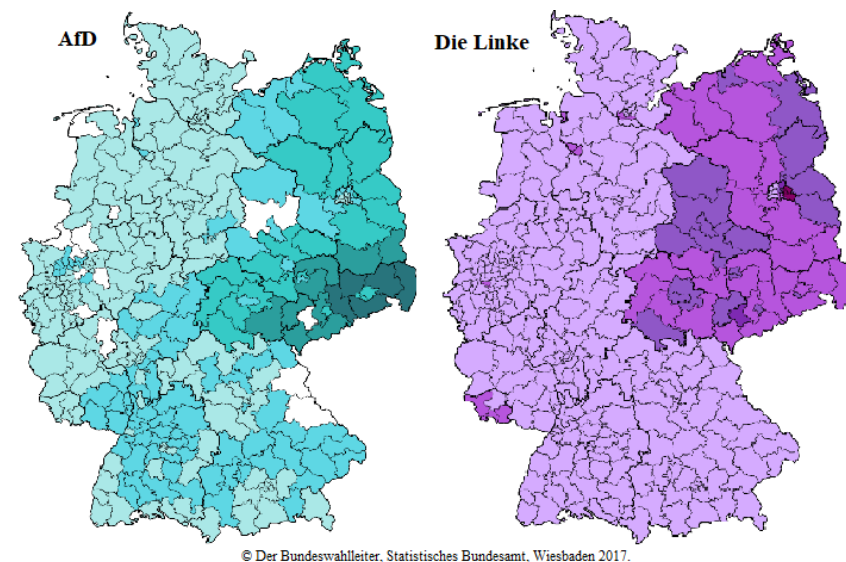 AfD
Die Linke
© Der Bundeswahlleiter, Statistisches Bundesamt, Wiesbaden 2017.